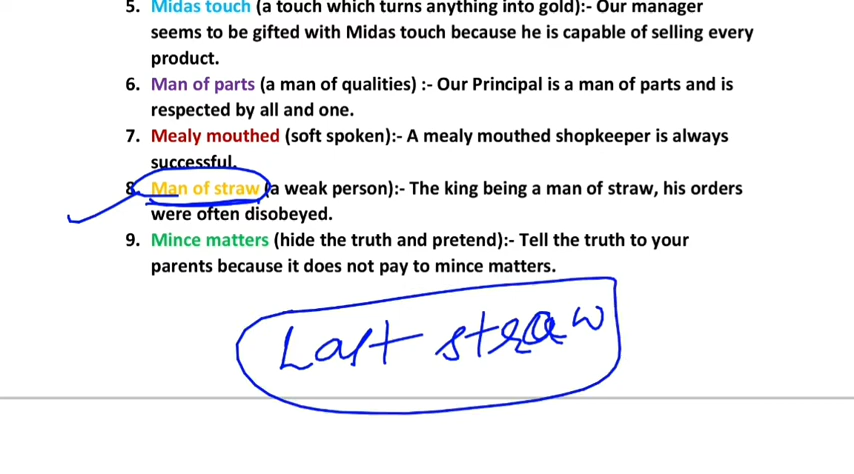 5. Midas touch (a touch which turns anything into gold):- Our manager
seems to be gifted with Midas touch because he is capable of selling every
product.
6. Man of parts (a man of qualities) :- Our Principal is a man of parts and is
respected by all and one.
7. Mealy mouthed (soft spoken):- A mealy mouthed shopkeeper is always
successful.
8. Man of straw (a weak person):- The king being a man of straw, his orders
were often disobeyed.
9. Mince matters (hide the truth and pretend):- Tell the truth to your
parents because it does not pay to mince matters.
Last straw